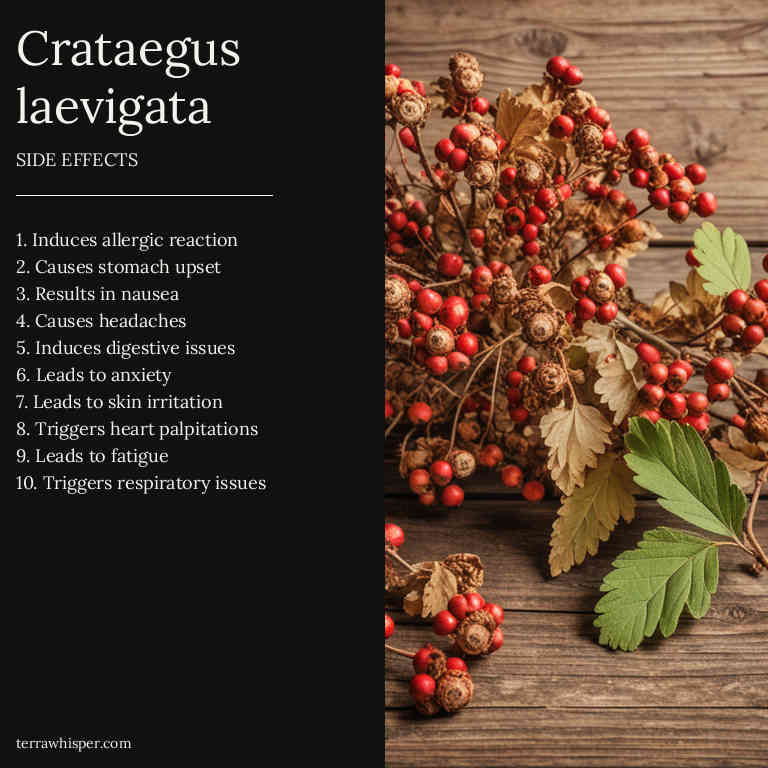 Crataegus
laevigata
SIDE EFFECTS
1. Induces allergic reaction
2. Causes stomach upset
3. Results in nausea
4. Causes headaches
5. Induces digestive issues
6. Leads to anxiety
7. Leads to skin irritation
8. Triggers heart palpitations
9. Leads to fatigue
10. Triggers respiratory issues
terrawhisper.com